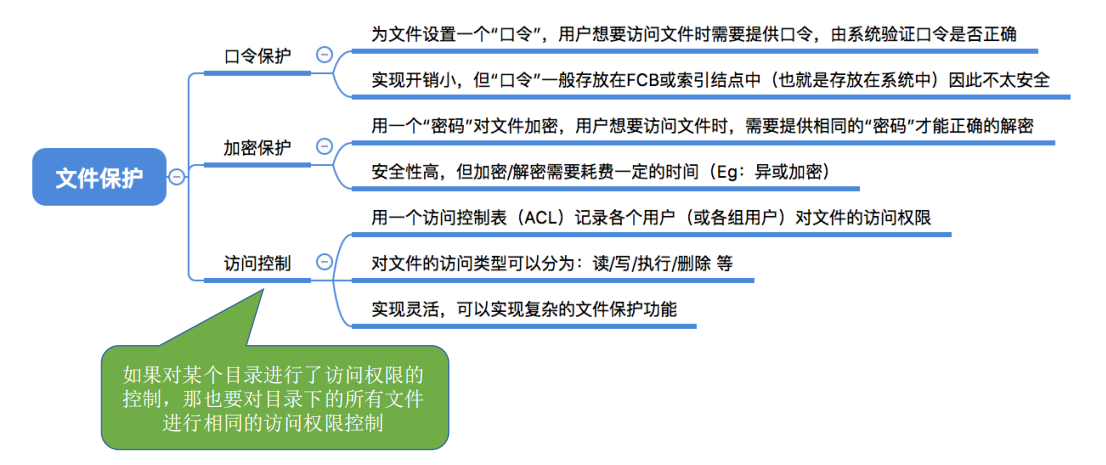 文件保护
口令保护
为文件设置一个“口令”，用户想要访问文件时需要提供口令，由系统验证口令是否正确
实现开销小，但“口令”一般存放在FCB或索引结点中（也就是存放在系统中）因此不太安全
加密保护
用一个“密码”对文件加密，用户想要访问文件时，需要提供相同的“密码”才能正确的解密
安全性高，但加密/解密需要耗费一定的时间（Eg：异或加密）
访问控制
用一个访问控制表（ACL）记录各个用户（或各组用户）对文件的访问权限
对文件的访问类型可以分为：读/写/执行/删除 等
实现灵活，可以实现复杂的文件保护功能
如果对某个目录进行了访问权限的
控制，那也要对目录下的所有文件
进行相同的访问权限控制